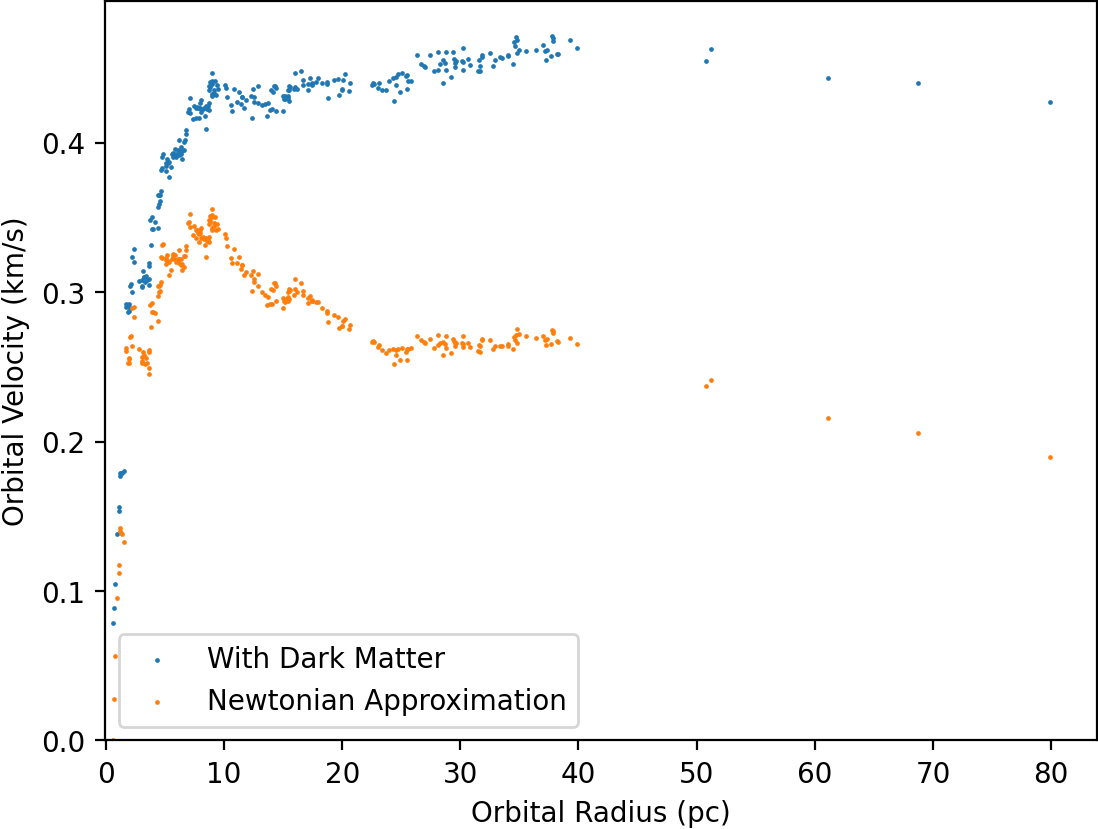 Orbital Velocity (km/s)
0.4
0.3
0.2
0.1
0.0
With Dark Matter
Newtonian Approximation
0 10 20 30 40 50 60 70 80
Orbital Radius (pc)